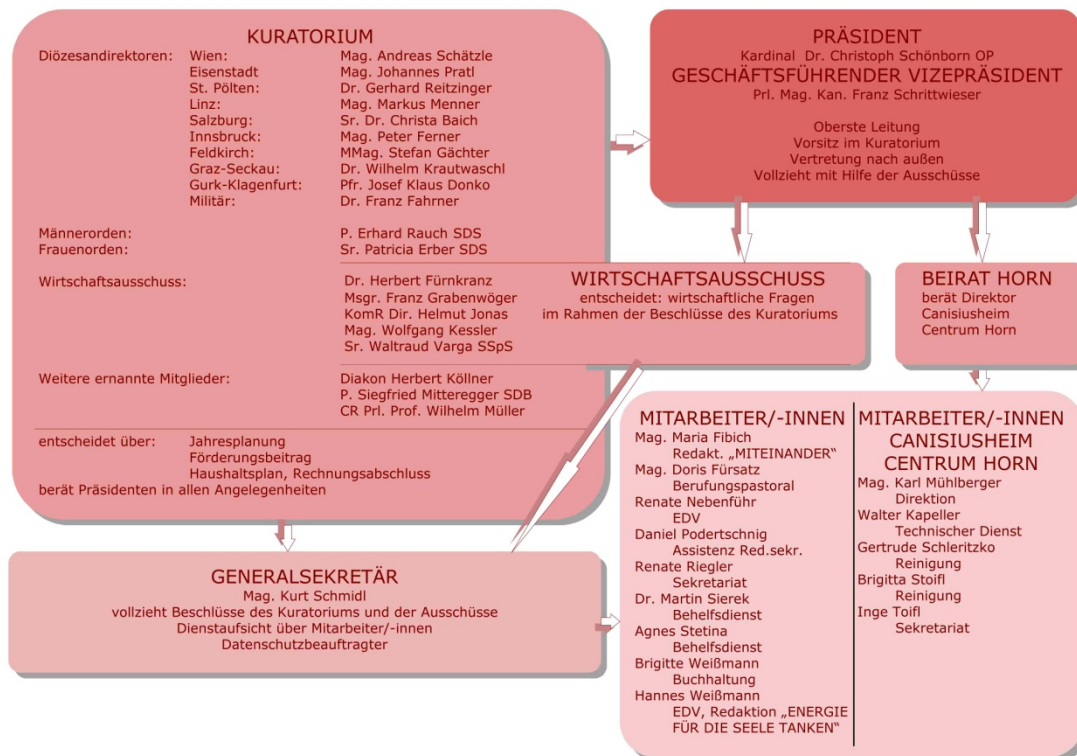 KURATORIUM
Diözesandirektoren: Wien: Mag. Andreas Schätzle
Eisenstadt Mag. Johannes Pratl
St. Pölten: Dr. Gerhard Reitzinger
Linz: Mag. Markus Menner
Salzburg: Sr. Dr. Christa Baich
Innsbruck: Mag. Peter Ferner
Feldkirch: MMag. Stefan Gächter
Graz-Seckau: Dr. Wilhelm Krautwaschl
Gurk-Klagenfurt: Pfr. Josef Klaus Donko
Militär: Dr. Franz Fahrner
Männerorden: P. Erhard Rauch SDS
Frauenorden: Sr. Patricia Erber SDS
Wirtschaftsausschuss: Dr. Herbert Fürnkranz
Msgr. Franz Grabenwöger
KomR Dir. Helmut Jonas
Mag. Wolfgang Kessler
Sr. Waltraud Varga SSpS
Weitere ernannte Mitglieder: Diakon Herbert Köllner
P. Siegfried Mitteregger SDB
CR Prl. Prof. Wilhelm Müller
entscheidet über: Jahresplanung
Förderungsbeitrag
Haushaltsplan, Rechnungsabschluss
berät Präsidenten in allen Angelegenheiten
PRÄSIDENT
Kardinal Dr. Christoph Schönborn OP
GESCHÄFTSFÜHRENDER VIZEPRÄSIDENT
Prl. Mag. Kan. Franz Schrittwieser
Oberste Leitung
Vorsitz im Kuratorium
Vertretung nach außen
Vollzieht mit Hilfe der Ausschüsse
WIRTSCHAFTSAUSSCHUSS
entscheidet: wirtschaftliche Fragen
im Rahmen der Beschlüsse des Kuratoriums
BEIRAT HORN
berät Direktor
Canisiusheim
Centrum Horn
GENERALSEKRETÄR
Mag. Kurt Schmidl
vollzieht Beschlüsse des Kuratoriums und der Ausschüsse
Dienstaufsicht über Mitarbeiter/-innen
Datenschutzbeauftragter
MITARBEITER/-INNEN
Mag. Maria Fibich
Redakt. „MITEINANDER“
Mag. Doris Fürsatz
Berufungspastoral
Renate Nebenführ
EDV
Daniel Podertschnig
Assistenz Red.sekr.
Renate Riegler
Sekretariat
Dr. Martin Sierek
Behelfsdienst
Agnes Stetina
Behelfsdienst
Brigitte Weißmann
Buchhaltung
Hannes Weißmann
EDV, Redaktion „ENERGIE
FÜR DIE SEELE TANKEN“
MITARBEITER/-INNEN
CANISIUSHEIM
CENTRUM HORN
Mag. Karl Mühlberger
Direktion
Walter Kapeller
Technischer Dienst
Gertrude Schleritzko
Reinigung
Brigitta Stoifl
Reinigung
Inge Toifl
Sekretariat